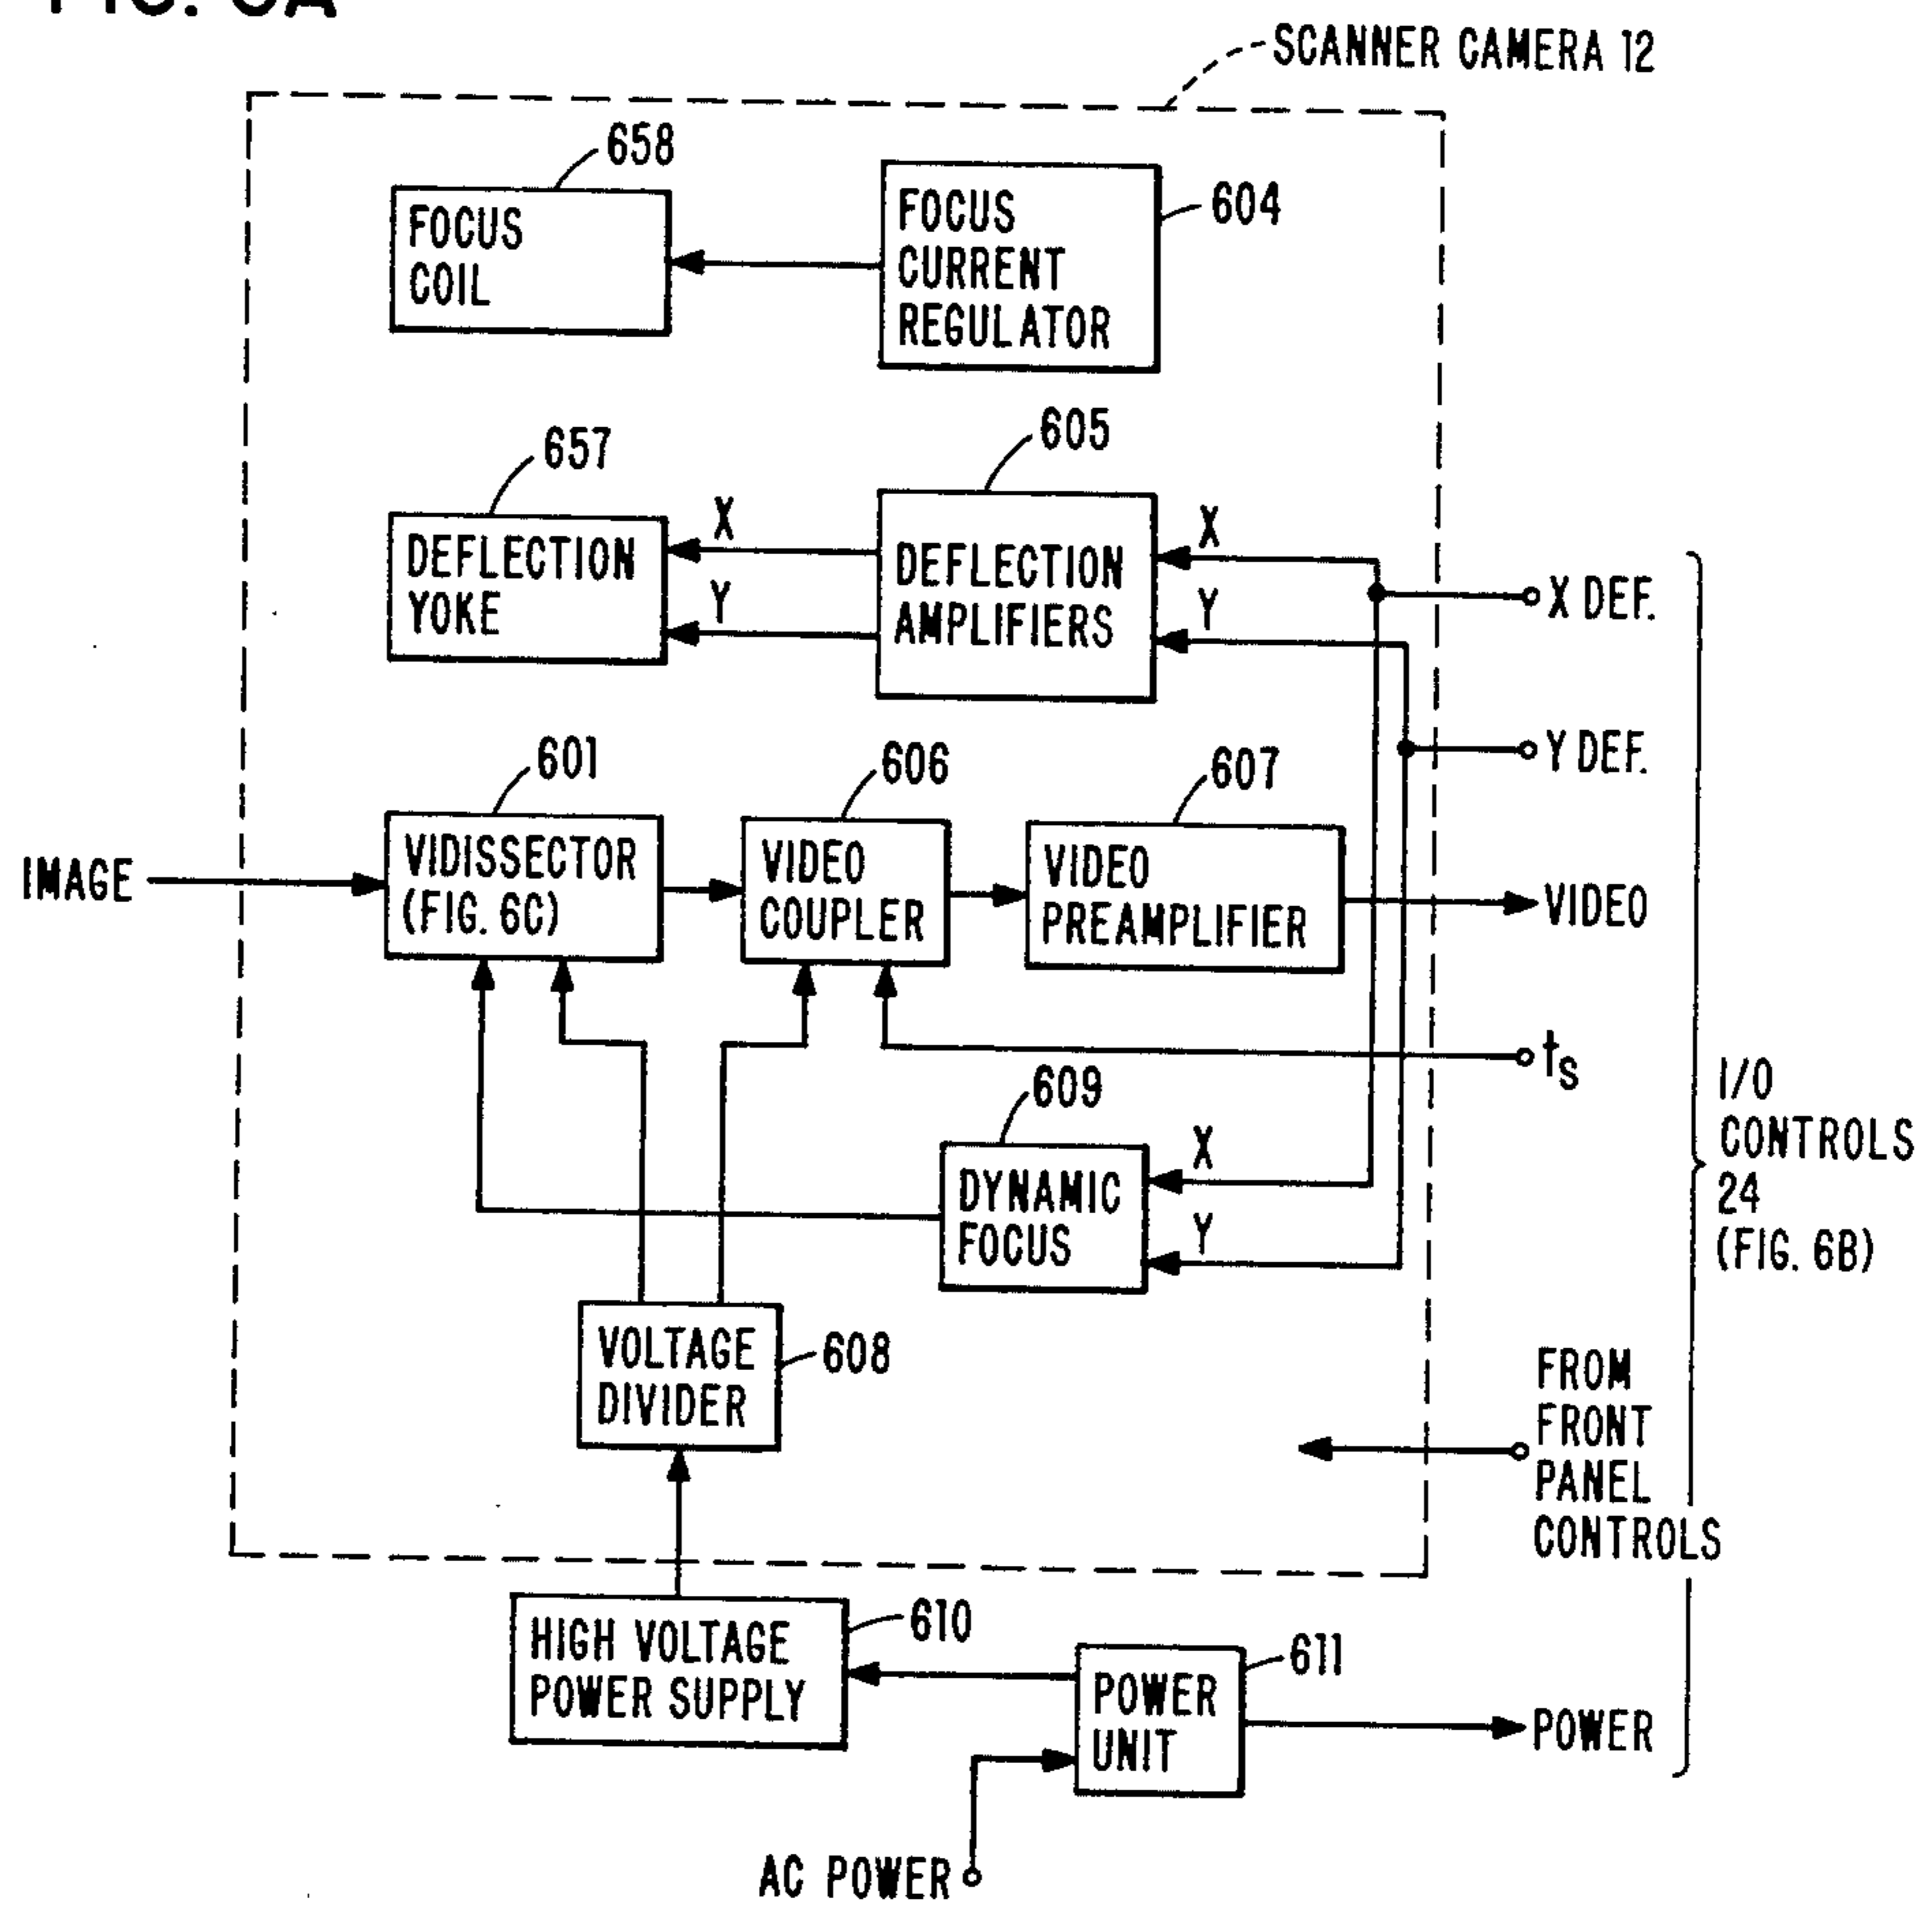 SCANNER CAMERA 12
658
FOCUS
COIL
FOCUS
CURRENT
REGULATOR
604
657
DEFLECTION
YOKE
X
Y
605
DEFLECTION
AMPLIFIERS
X
Y
X DEF.
Y DEF.
IMAGE
601
VIDISSECTOR
(FIG. 6C)
606
VIDEO
COUPLER
607
VIDEO
PREAMPLIFIER
VIDEO
ts
609
DYNAMIC
FOCUS
X
Y
I/O
CONTROLS
24
(FIG. 6B)
VOLTAGE
DIVIDER
608
FROM
FRONT
PANEL
CONTROLS
HIGH VOLTAGE
POWER SUPPLY
610
POWER
UNIT
611
POWER
AC POWER